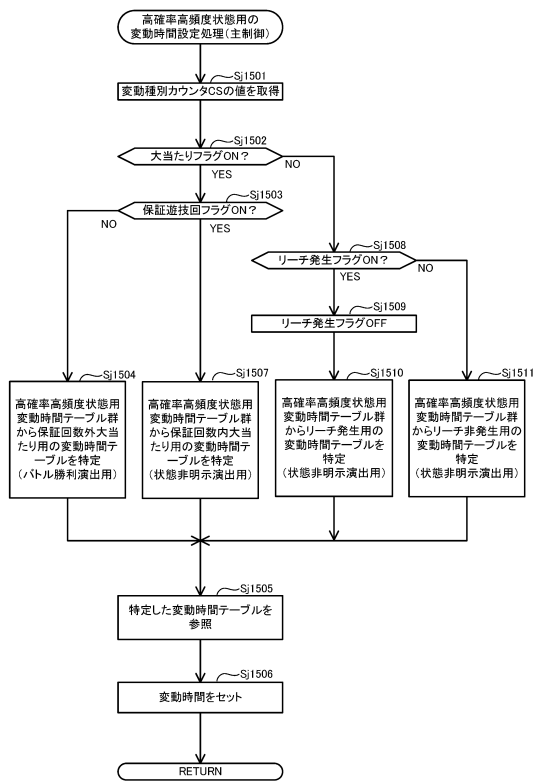 高確率高頻度状態用の
変動時間設定処理(主制御)
Sj1501
変動種別カウンタCSの値を取得
Sj1502
大当たりフラグON?
NO
YES
Sj1503
保証遊技回フラグON?
NO
YES
Sj1508
リーチ発生フラグON?
YES
NO
Sj1509
リーチ発生フラグOFF
Sj1504
高確率高頻度状態用
変動時間テーブル群
から保証回数外大当
たり用の変動時間テ
ーブルを特定
(バトル勝利演出用)
Sj1507
高確率高頻度状態用
変動時間テーブル群
から保証回数内大当
たり用の変動時間テ
ーブルを特定
(状態非明示演出用)
Sj1510
高確率高頻度状態用
変動時間テーブル群
からリーチ発生用の
変動時間テーブルを
特定
(状態非明示演出用)
Sj1511
高確率高頻度状態用
変動時間テーブル群
からリーチ非発生用の
変動時間テーブルを
特定
(状態非明示演出用)
Sj1505
特定した変動時間テーブルを
参照
Sj1506
変動時間をセット
RETURN